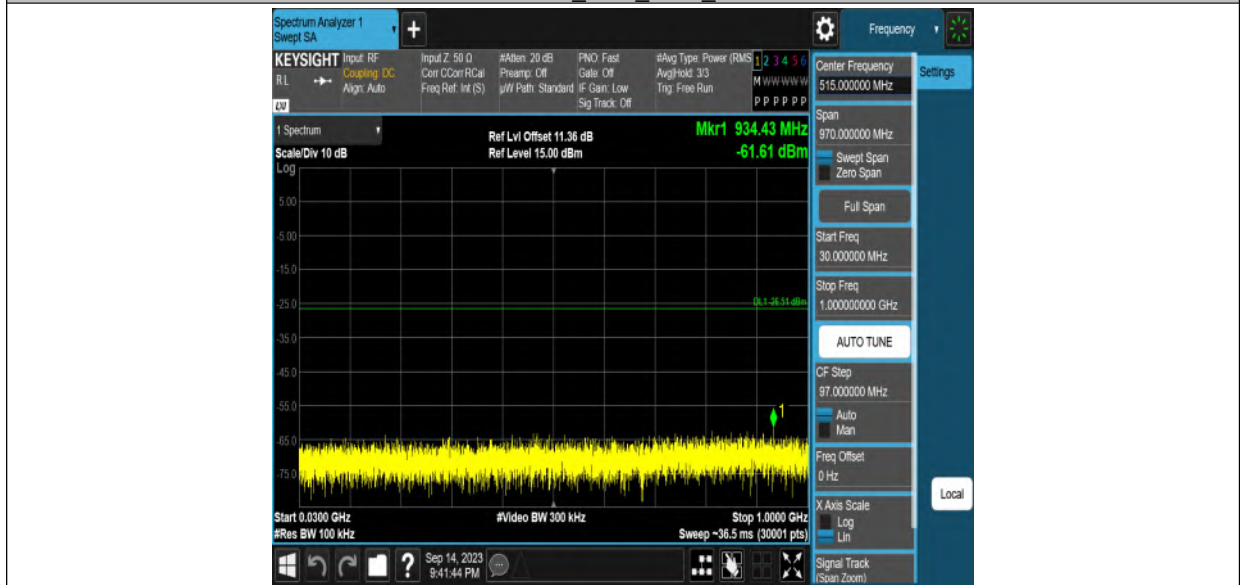 Spectrum Analyzer 1
Swept SA
+
Frequency
KEYSIGHT
RL
LXI
Input: RF
Coupling: DC
Align: Auto
Input Z: 50 Ω
Corr CCorr RCal
Freq Ref: Int (S)
#Atten: 20 dB
Preamp: Off
µW Path: Standard
PNO: Fast
Gate: Off
IF Gain: Low
Sig Track: Off
#Avg Type: Power (RMS
Avg|Hold: 3/3
Trig: Free Run
1 2 3 4 5 6
M W W W W W
P P P P P P
1 Spectrum
Scale/Div 10 dB
Log
Ref Lvl Offset 11.36 dB
Ref Level 15.00 dBm
Mkr1 934.43 MHz
-61.61 dBm
5.00
-5.00
-15.0
-25.0
-35.0
-45.0
-55.0
-65.0
-75.0
DL1 -26.51 dBm
1
Start 0.0300 GHz
#Res BW 100 kHz
#Video BW 300 kHz
Stop 1.0000 GHz
Sweep ~36.5 ms (30001 pts)
?
Sep 14, 2023
9:41:44 PM
Center Frequency
515.000000 MHz
Settings
Span
970.000000 MHz
Swept Span
Zero Span
Full Span
Start Freq
30.000000 MHz
Stop Freq
1.000000000 GHz
AUTO TUNE
CF Step
97.000000 MHz
Auto
Man
Freq Offset
0 Hz
X Axis Scale
Log
Lin
Local
Signal Track
(Span Zoom)